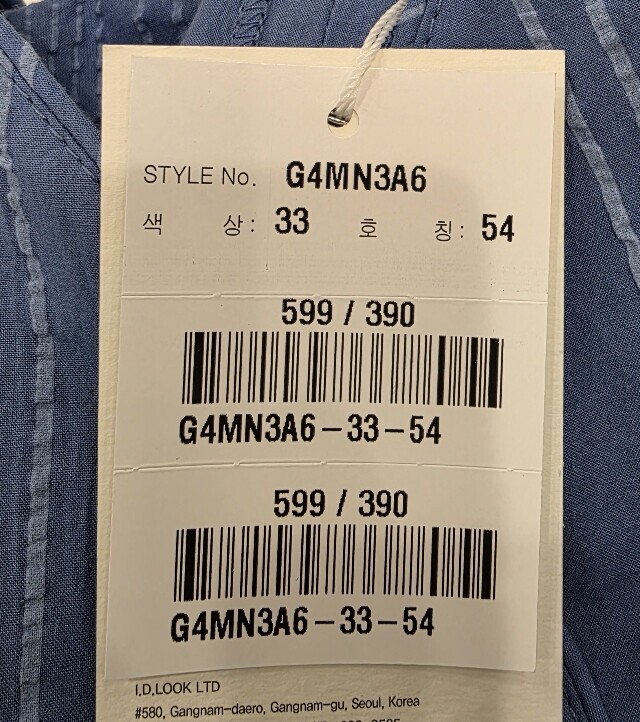 STYLE No. G4MN3A6
색 상 : 33 호 칭 : 54
599 / 390
G4MN3A6-33-54
599 / 390
G4MN3A6-33-54
I.D.LOOK LTD
#580, Gangnam-daero, Gangnam-gu, Seoul, Korea